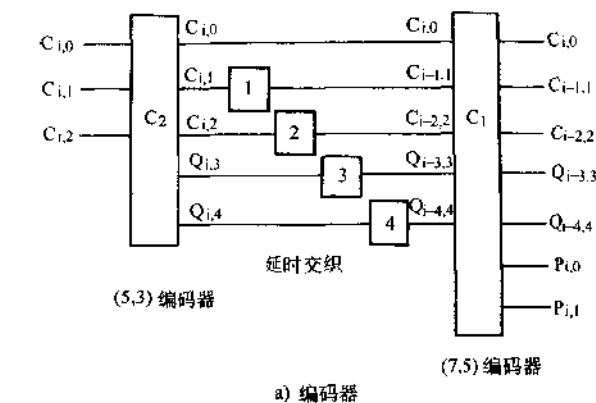 C i,0
C i,1
C i,2
C₂
C i,0
C i,1
C i,2
Q i,3
Q i,4
1
2
3
4
C i,0
C i−1,1
C i−2,2
Q i−3,3
Q i−4,4
C₁
C i,0
C i−1,1
C i−2,2
Q i−3,3
Q i−4,4
P i,0
P i,1
延时交织
(5,3) 编码器
(7,5) 编码器
a) 编码器